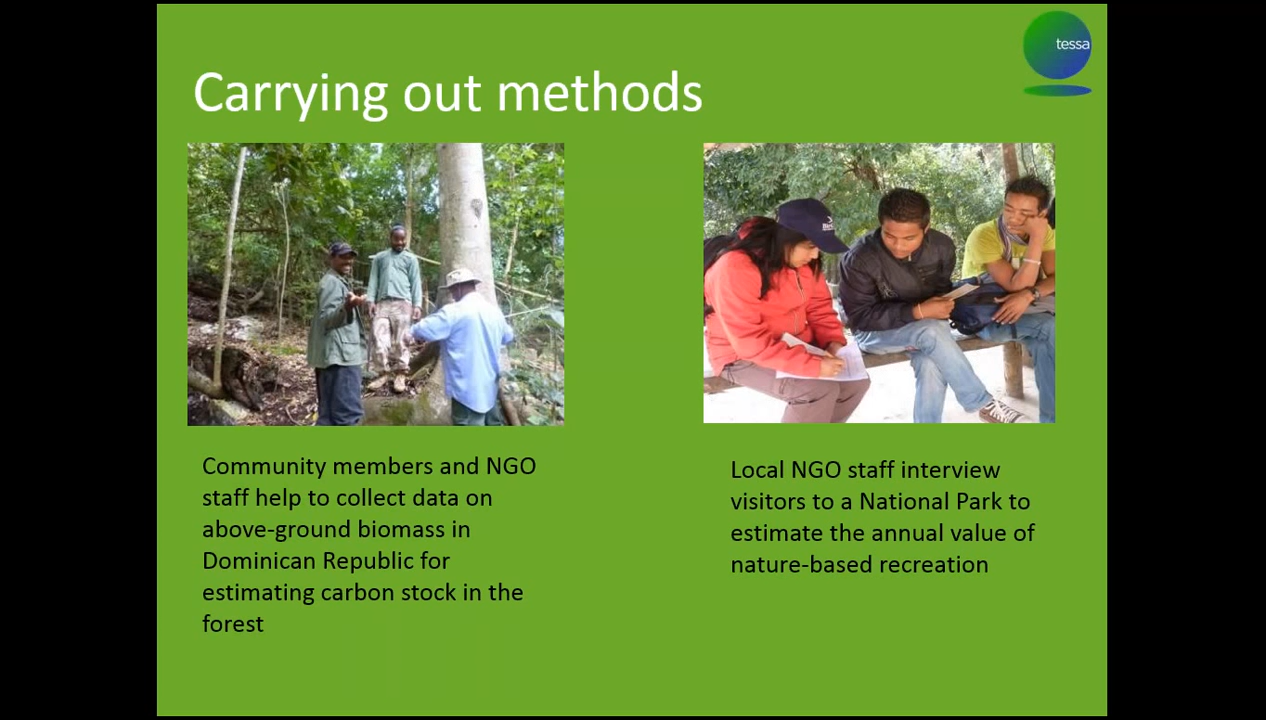 tessa
Carrying out methods
Community members and NGO
staff help to collect data on
above-ground biomass in
Dominican Republic for
estimating carbon stock in the
forest
Local NGO staff interview
visitors to a National Park to
estimate the annual value of
nature-based recreation